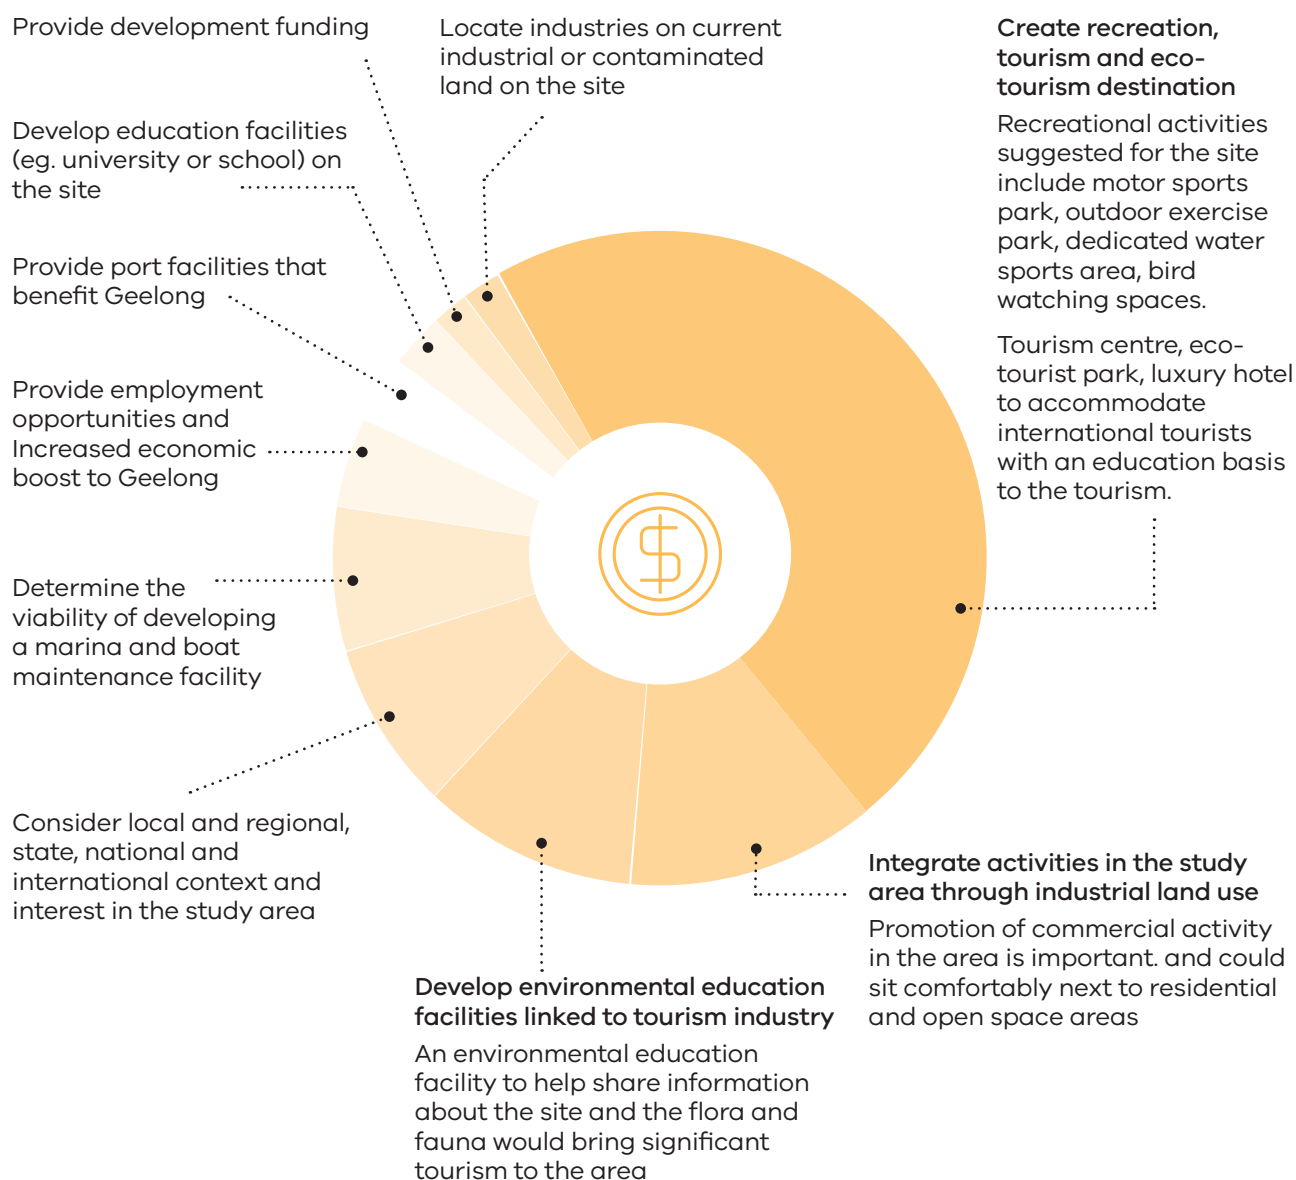 Provide development funding
Locate industries on current
industrial or contaminated
land on the site
Create recreation,
tourism and eco-
tourism destination
Recreational activities
suggested for the site
include motor sports
park, outdoor exercise
park, dedicated water
sports area, bird
watching spaces.
Tourism centre, eco-
tourist park, luxury hotel
to accommodate
international tourists
with an education basis
to the tourism.
Develop education facilities
(eg. university or school) on
the site
Provide port facilities that
benefit Geelong
Provide employment
opportunities and
Increased economic
boost to Geelong
Determine the
viability of developing
a marina and boat
maintenance facility
Consider local and regional,
state, national and
international context and
interest in the study area
Integrate activities in the study
area through industrial land use
Promotion of commercial activity
in the area is important. and could
sit comfortably next to residential
and open space areas
Develop environmental education
facilities linked to tourism industry
An environmental education
facility to help share information
about the site and the flora and
fauna would bring significant
tourism to the area